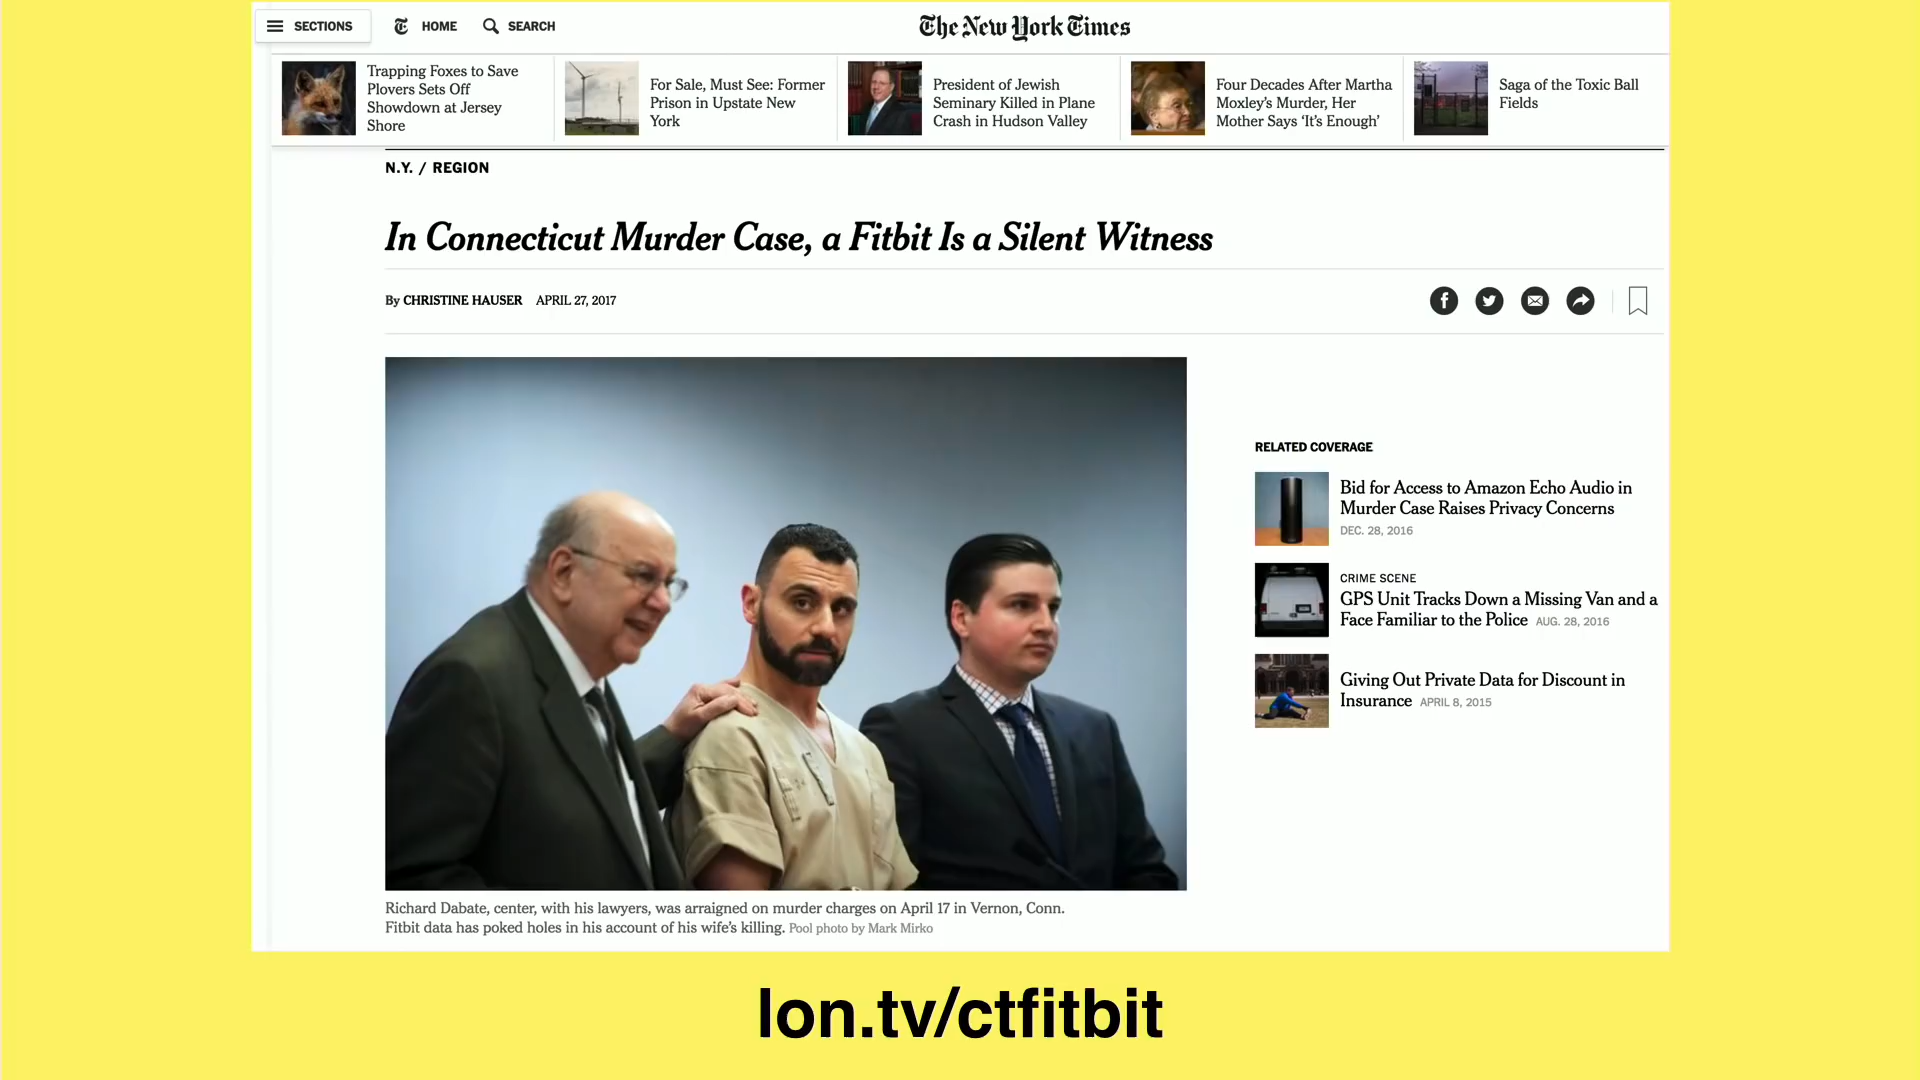 SECTIONS
HOME
SEARCH
The New York Times
Trapping Foxes to Save
Plovers Sets Off
Showdown at Jersey
Shore
For Sale, Must See: Former
Prison in Upstate New
York
President of Jewish
Seminary Killed in Plane
Crash in Hudson Valley
Four Decades After Martha
Moxley's Murder, Her
Mother Says ‘It's Enough’
Saga of the Toxic Ball
Fields
N.Y. / REGION
In Connecticut Murder Case, a Fitbit Is a Silent Witness
By CHRISTINE HAUSER APRIL 27, 2017
RELATED COVERAGE
Bid for Access to Amazon Echo Audio in
Murder Case Raises Privacy Concerns
DEC. 28, 2016
CRIME SCENE
GPS Unit Tracks Down a Missing Van and a
Face Familiar to the Police AUG. 28, 2016
Giving Out Private Data for Discount in
Insurance APRIL 8, 2015
Richard Dabate, center, with his lawyers, was arraigned on murder charges on April 17 in Vernon, Conn.
Fitbit data has poked holes in his account of his wife's killing. Pool photo by Mark Mirko
lon.tv/ctfitbit